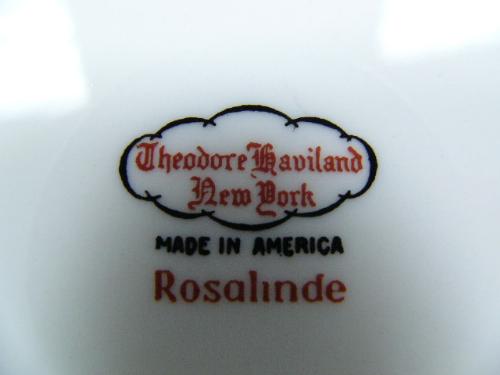 Theodore Haviland
New York
MADE IN AMERICA
Rosalinde